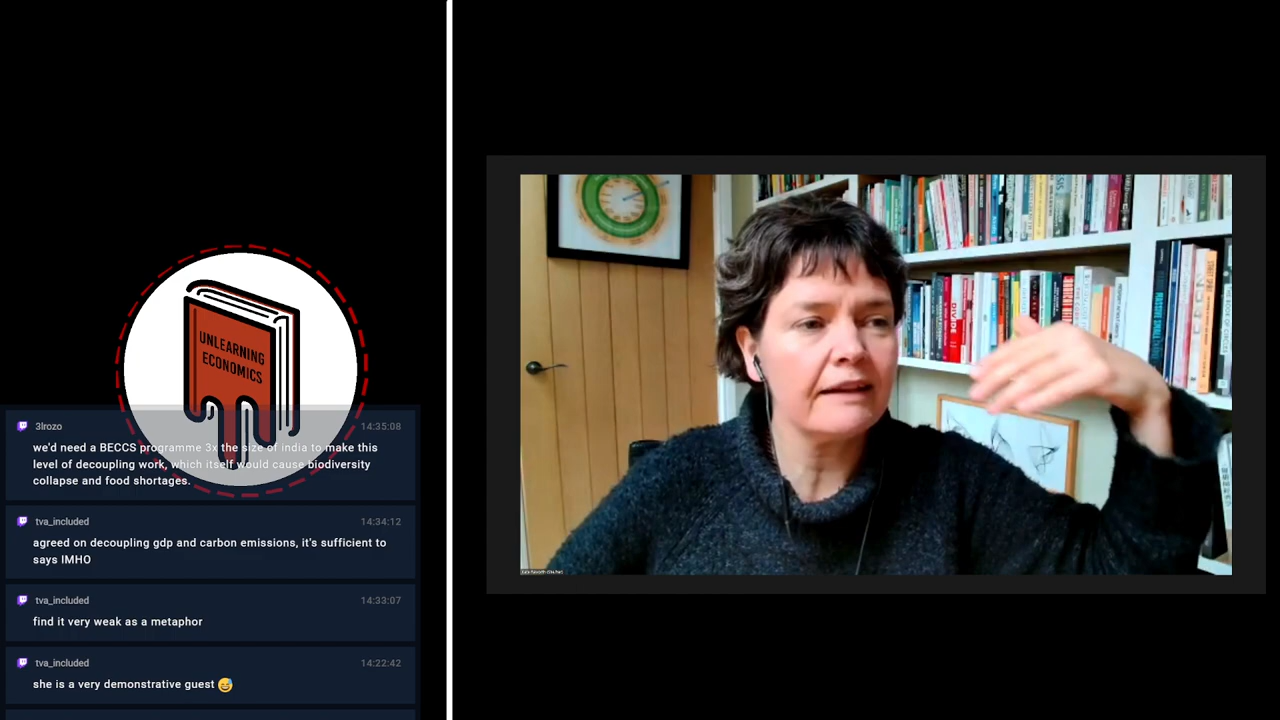 UNLEARNING
ECONOMICS
3lrozo 14:35:08
we'd need a BECCS programme 3x the size of india to make this
level of decoupling work, which itself would cause biodiversity
collapse and food shortages.
tva_included 14:34:12
agreed on decoupling gdp and carbon emissions, it's sufficient to
says IMHO
tva_included 14:33:07
find it very weak as a metaphor
tva_included 14:22:42
she is a very demonstrative guest 😅
DIVIDE